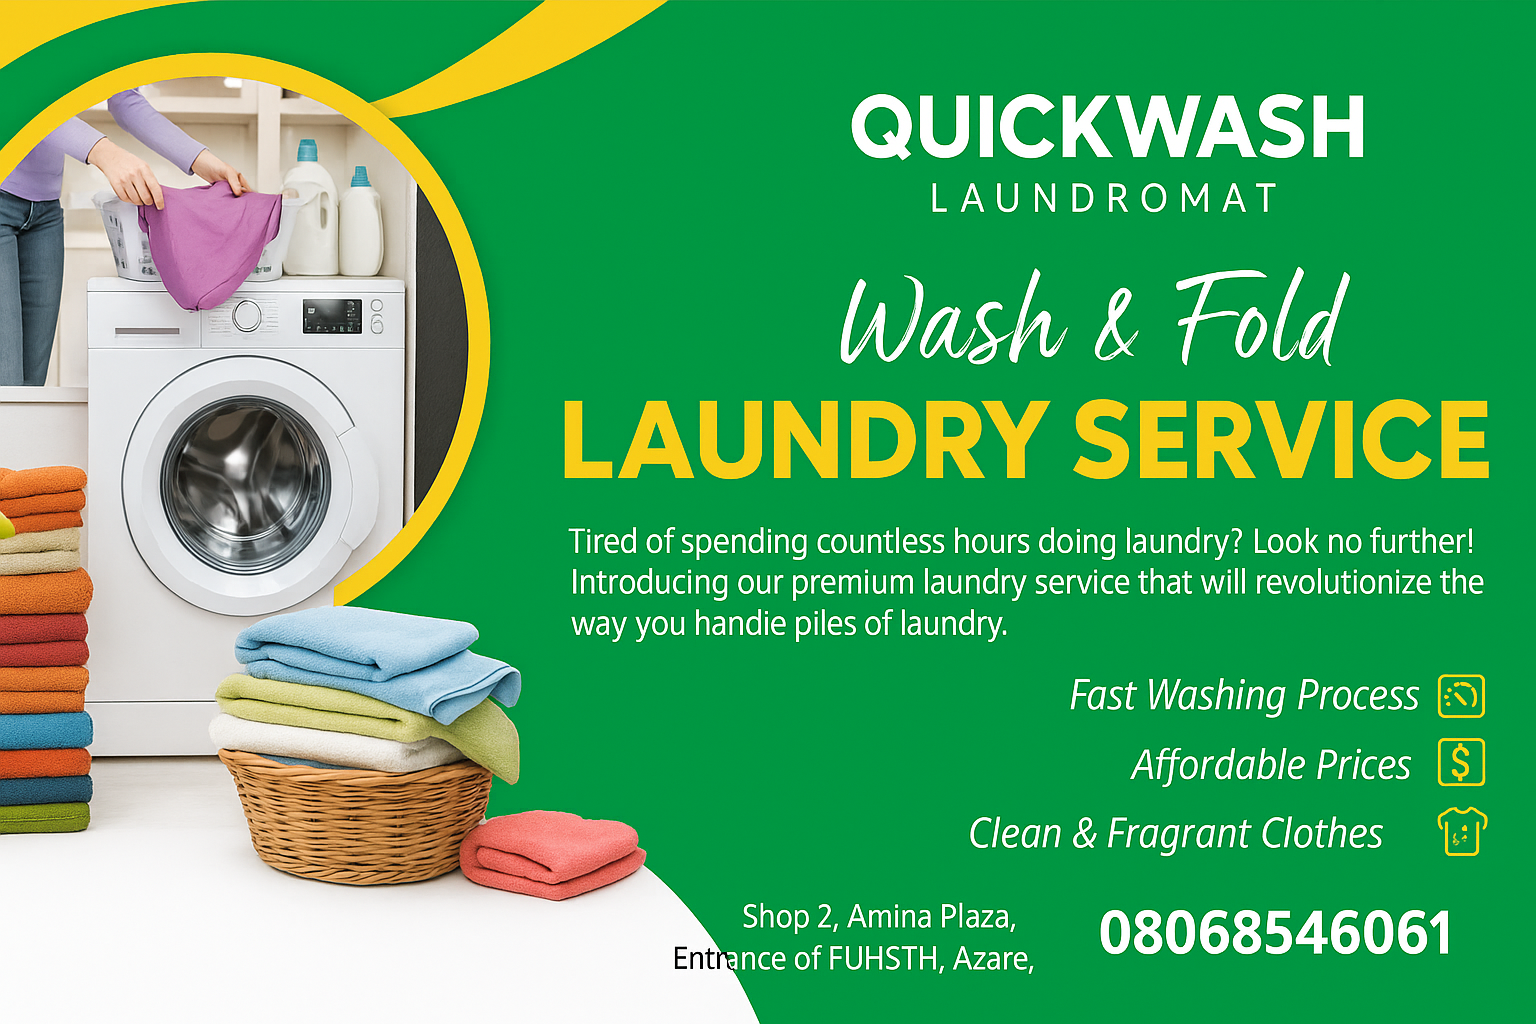 QUICKWASH
LAUNDROMAT
Wash & Fold
LAUNDRY SERVICE
Tired of spending countless hours doing laundry? Look no further!
Introducing our premium laundry service that will revolutionize the
way you handie piles of laundry.
Fast Washing Process
Affordable Prices
$
Clean & Fragrant Clothes
Shop 2, Amina Plaza,
Entrance of FUHSTH, Azare,
08068546061